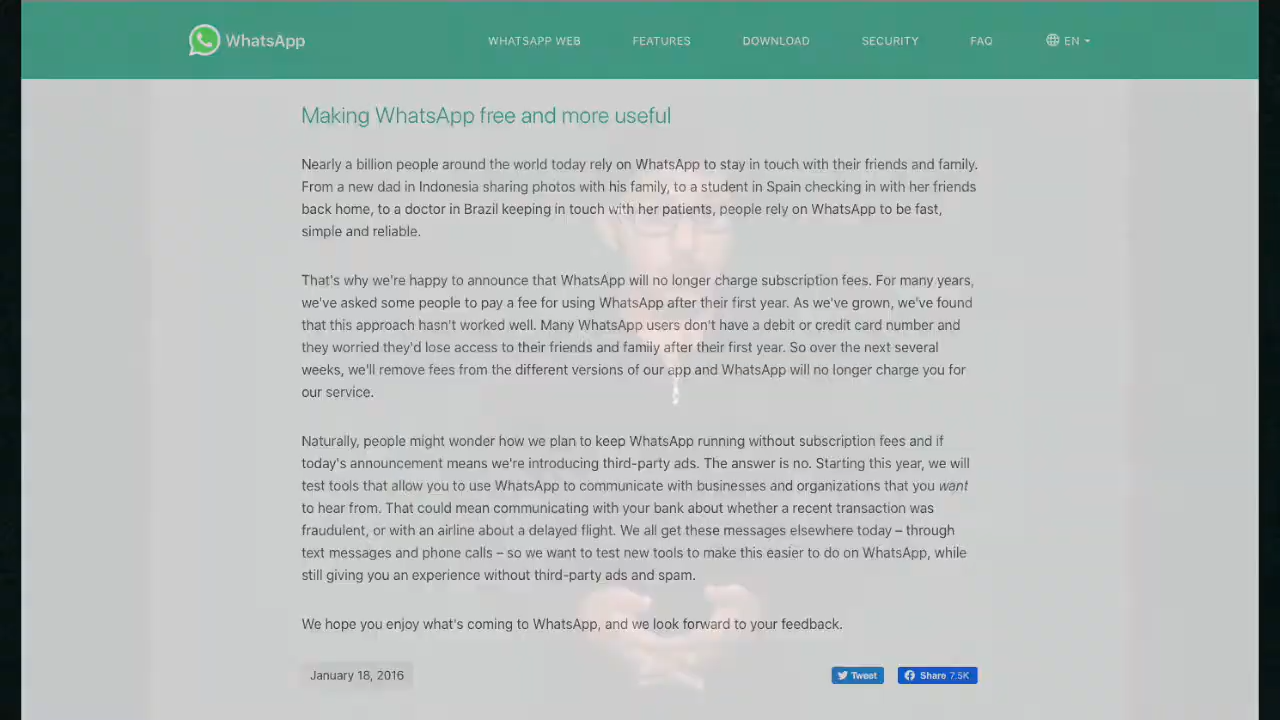 WhatsApp
WHATSAPP WEB
FEATURES
DOWNLOAD
SECURITY
FAQ
EN
Making WhatsApp free and more useful
Nearly a billion people around the world today rely on WhatsApp to stay in touch with their friends and family.
From a new dad in Indonesia sharing photos with his family, to a student in Spain checking in with her friends
back home, to a doctor in Brazil keeping in touch with her patients, people rely on WhatsApp to be fast,
simple and reliable.
That's why we're happy to announce that WhatsApp will no longer charge subscription fees. For many years,
we've asked some people to pay a fee for using WhatsApp after their first year. As we've grown, we've found
that this approach hasn't worked well. Many WhatsApp users don't have a debit or credit card number and
they worried they'd lose access to their friends and family after their first year. So over the next several
weeks, we'll remove fees from the different versions of our app and WhatsApp will no longer charge you for
our service.
Naturally, people might wonder how we plan to keep WhatsApp running without subscription fees and if
today's announcement means we're introducing third-party ads. The answer is no. Starting this year, we will
test tools that allow you to use WhatsApp to communicate with businesses and organizations that you want
to hear from. That could mean communicating with your bank about whether a recent transaction was
fraudulent, or with an airline about a delayed flight. We all get these messages elsewhere today – through
text messages and phone calls – so we want to test new tools to make this easier to do on WhatsApp, while
still giving you an experience without third-party ads and spam.
We hope you enjoy what's coming to WhatsApp, and we look forward to your feedback.
January 18, 2016
Tweet
Share 7.5K